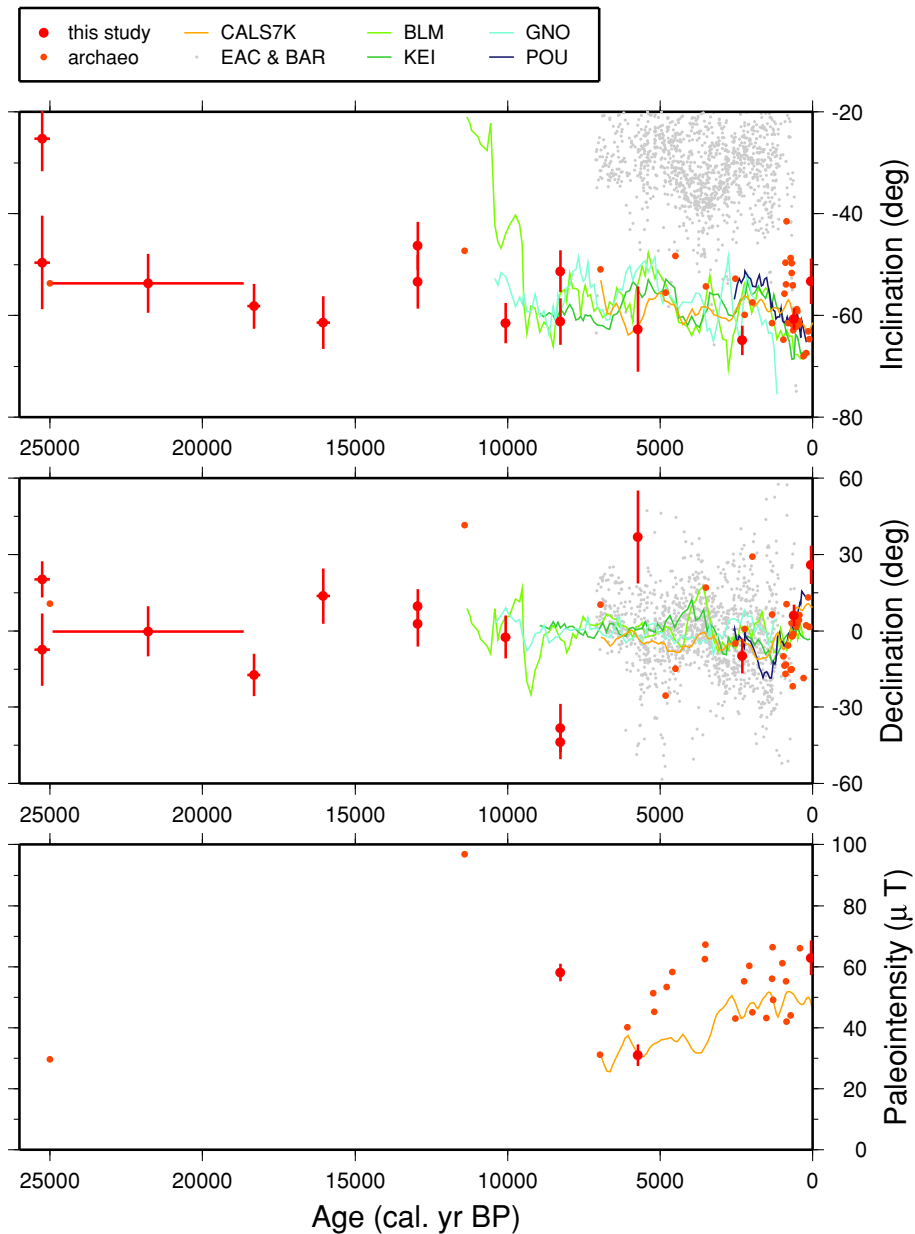 this study CALS7K BLM GNO
archaeo EAC & BAR KEI POU
-20
-40
-60
-80
Inclination (deg)
25000 20000 15000 10000 5000 0
60
30
0
-30
-60
Declination (deg)
25000 20000 15000 10000 5000 0
100
80
60
40
20
0
Paleointensity (μ T)
25000 20000 15000 10000 5000 0
Age (cal. yr BP)